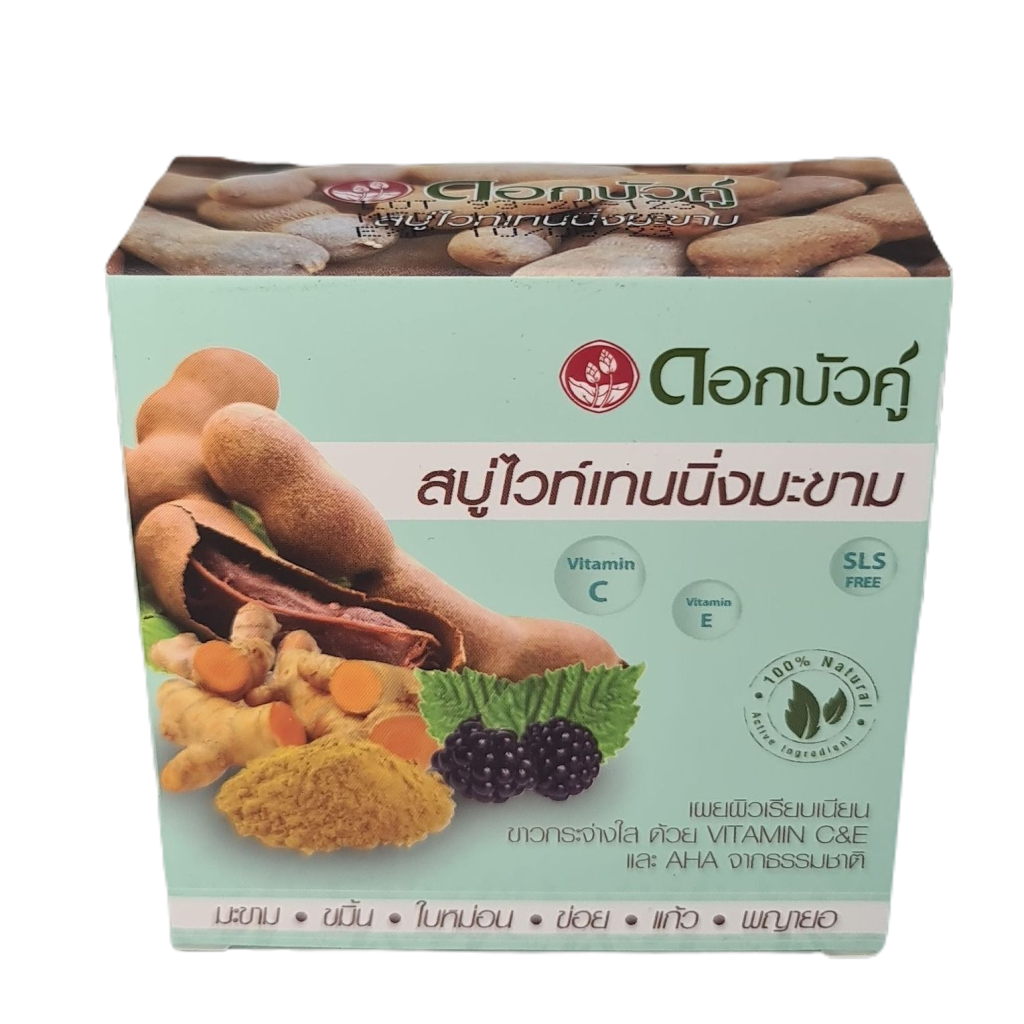 ดอกบัวคู่
สบู่ไวท์เทนนิ่งมะขาม
ดอกบัวคู่
สบู่ไวท์เทนนิ่งมะขาม
Vitamin
C
Vitamin
E
SLS
FREE
100% Natural
Active Ingredient
เผยผิวเรียบเนียน
ขาวกระจ่างใส ด้วย VITAMIN C&E
และ AHA จากธรรมชาติ
มะขาม • ขมิ้น • ใบหม่อน • ข่อย • แก้ว • พญายอ